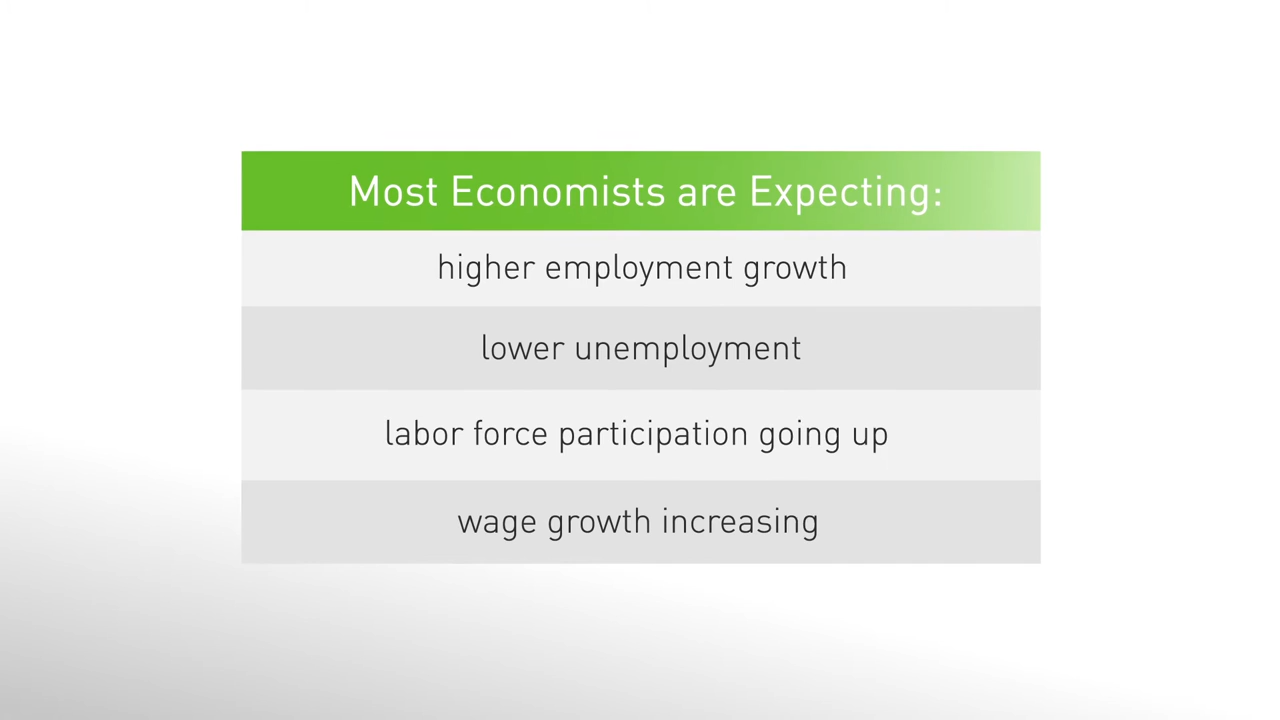 Most Economists are Expecting:
higher employment growth
lower unemployment
labor force participation going up
wage growth increasing